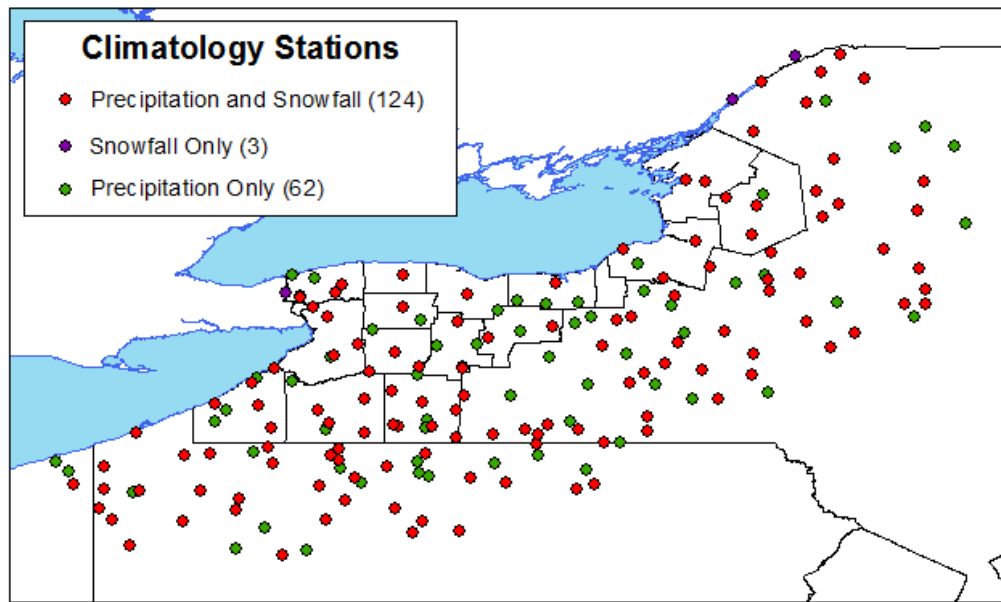 Climatology Stations
Precipitation and Snowfall (124)
Snowfall Only (3)
Precipitation Only (62)